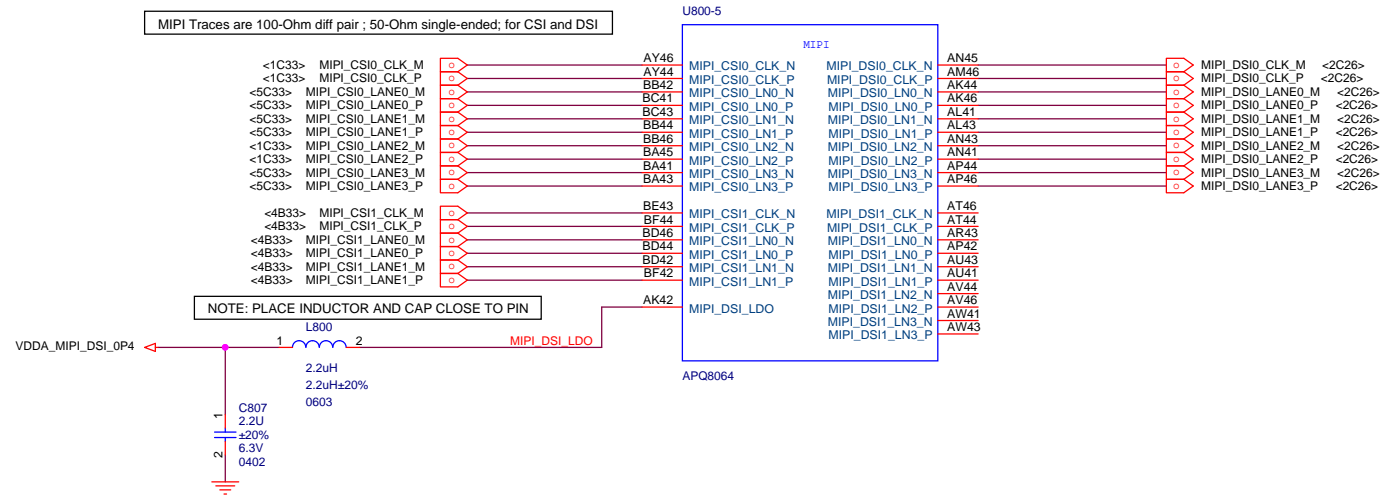 U800-5
MIPI Traces are 100-Ohm diff pair ; 50-Ohm single-ended; for CSI and DSI
MIPI
<1C33> MIPI_CSI0_CLK_M AY46 MIPI_CSI0_CLK_N MIPI_DSI0_CLK_N AN45 MIPI_DSI0_CLK_M <2C26>
<1C33> MIPI_CSI0_CLK_P AY44 MIPI_CSI0_CLK_P MIPI_DSI0_CLK_P AM46 MIPI_DSI0_CLK_P <2C26>
<5C33> MIPI_CSI0_LANE0_M BB42 MIPI_CSI0_LN0_N MIPI_DSI0_LN0_N AK44 MIPI_DSI0_LANE0_M <2C26>
<5C33> MIPI_CSI0_LANE0_P BC41 MIPI_CSI0_LN0_P MIPI_DSI0_LN0_P AK46 MIPI_DSI0_LANE0_P <2C26>
<5C33> MIPI_CSI0_LANE1_M BC43 MIPI_CSI0_LN1_N MIPI_DSI0_LN1_N AL41 MIPI_DSI0_LANE1_M <2C26>
<5C33> MIPI_CSI0_LANE1_P BB44 MIPI_CSI0_LN1_P MIPI_DSI0_LN1_P AL43 MIPI_DSI0_LANE1_P <2C26>
<1C33> MIPI_CSI0_LANE2_M BB46 MIPI_CSI0_LN2_N MIPI_DSI0_LN2_N AN43 MIPI_DSI0_LANE2_M <2C26>
<1C33> MIPI_CSI0_LANE2_P BA45 MIPI_CSI0_LN2_P MIPI_DSI0_LN2_P AN41 MIPI_DSI0_LANE2_P <2C26>
<5C33> MIPI_CSI0_LANE3_M BA41 MIPI_CSI0_LN3_N MIPI_DSI0_LN3_N AP44 MIPI_DSI0_LANE3_M <2C26>
<5C33> MIPI_CSI0_LANE3_P BA43 MIPI_CSI0_LN3_P MIPI_DSI0_LN3_P AP46 MIPI_DSI0_LANE3_P <2C26>
<4B33> MIPI_CSI1_CLK_M BE43 MIPI_CSI1_CLK_N MIPI_DSI1_CLK_N AT46
<4B33> MIPI_CSI1_CLK_P BF44 MIPI_CSI1_CLK_P MIPI_DSI1_CLK_P AT44
<4B33> MIPI_CSI1_LANE0_M BD46 MIPI_CSI1_LN0_N MIPI_DSI1_LN0_N AR43
<4B33> MIPI_CSI1_LANE0_P BD44 MIPI_CSI1_LN0_P MIPI_DSI1_LN0_P AP42
<4B33> MIPI_CSI1_LANE1_M BD42 MIPI_CSI1_LN1_N MIPI_DSI1_LN1_N AU43
<4B33> MIPI_CSI1_LANE1_P BF42 MIPI_CSI1_LN1_P MIPI_DSI1_LN1_P AU41
MIPI_DSI1_LN2_N AV44
AK42 MIPI_DSI_LDO MIPI_DSI1_LN2_P AV46
MIPI_DSI1_LN3_N AW41
MIPI_DSI1_LN3_P AW43
NOTE: PLACE INDUCTOR AND CAP CLOSE TO PIN
L800
VDDA_MIPI_DSI_0P4 1 2 MIPI_DSI_LDO
2.2uH
2.2uH±20%
0603
APQ8064
1
C807
2.2U
±20%
6.3V
2
0402